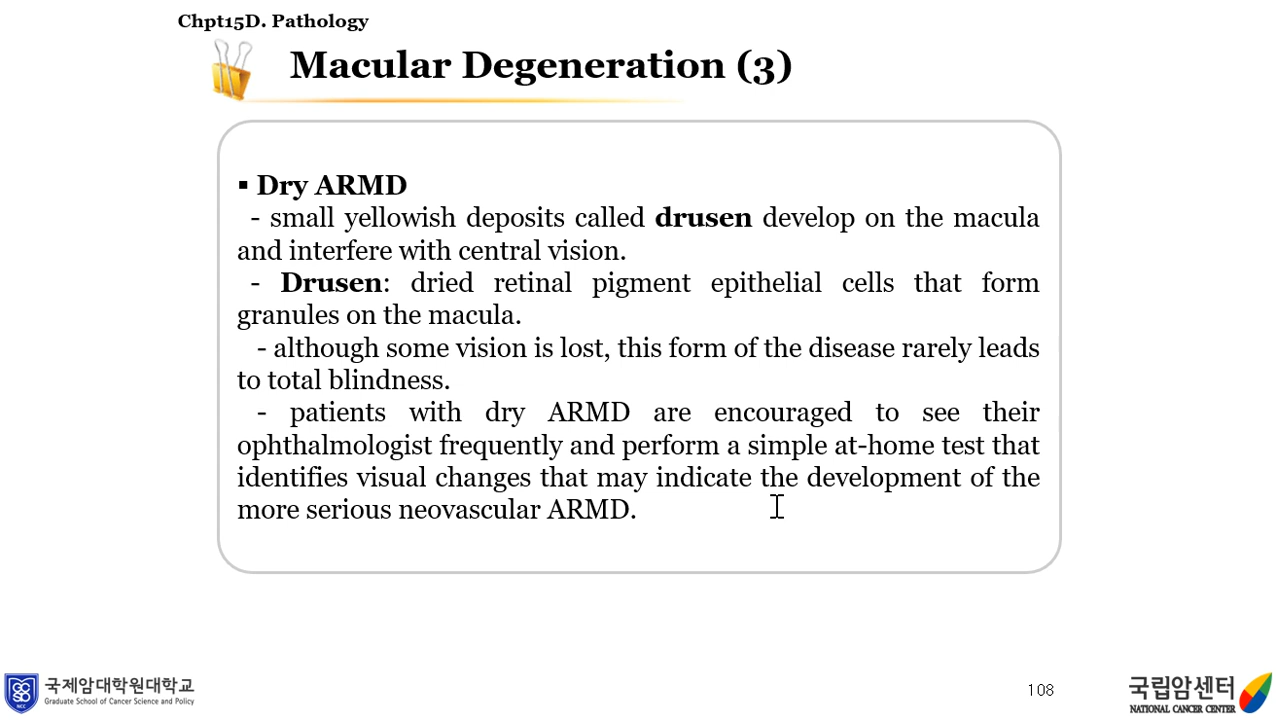 Chpt15D. Pathology
Macular Degeneration (3)
▪ Dry ARMD
- small yellowish deposits called drusen develop on the macula
and interfere with central vision.
- Drusen: dried retinal pigment epithelial cells that form
granules on the macula.
- although some vision is lost, this form of the disease rarely leads
to total blindness.
- patients with dry ARMD are encouraged to see their
ophthalmologist frequently and perform a simple at-home test that
identifies visual changes that may indicate the development of the
more serious neovascular ARMD.
NCC
국제암대학원대학교
Graduate School of Cancer Science and Policy
108
국립암센터
NATIONAL CANCER CENTER